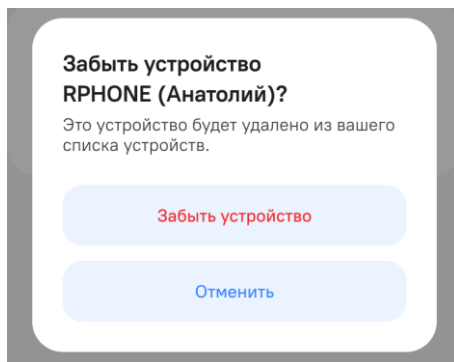 Забыть устройство
RPHONE (Анатолий)?
Это устройство будет удалено из вашего
списка устройств.
Забыть устройство
Отменить